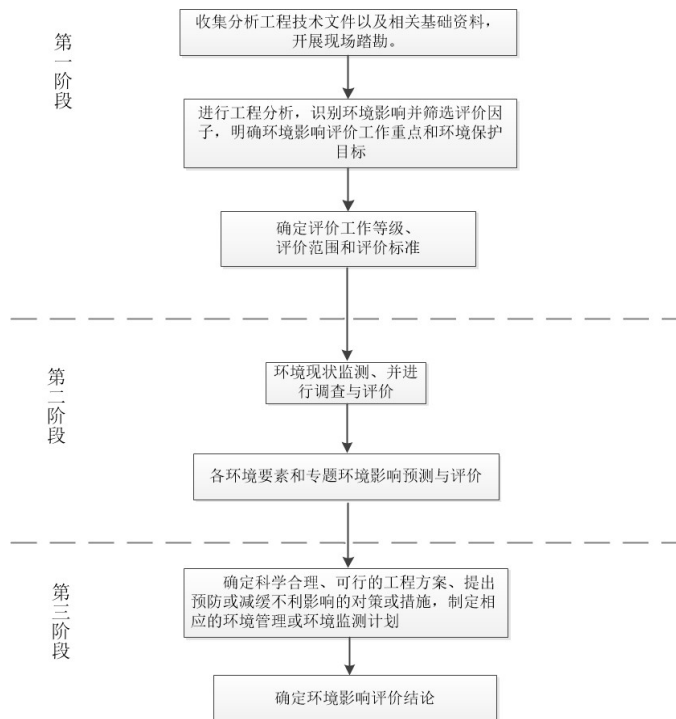 第一阶段
收集分析工程技术文件以及相关基础资料，
开展现场踏勘。
进行工程分析，识别环境影响并筛选评价因
子，明确环境影响评价工作重点和环境保护
目标
确定评价工作等级、
评价范围和评价标准
第二阶段
环境现状监测、并进
行调查与评价
各环境要素和专题环境影响预测与评价
第三阶段
确定科学合理、可行的工程方案、提出
预防或减缓不利影响的对策或措施，制定相
应的环境管理或环境监测计划
确定环境影响评价结论